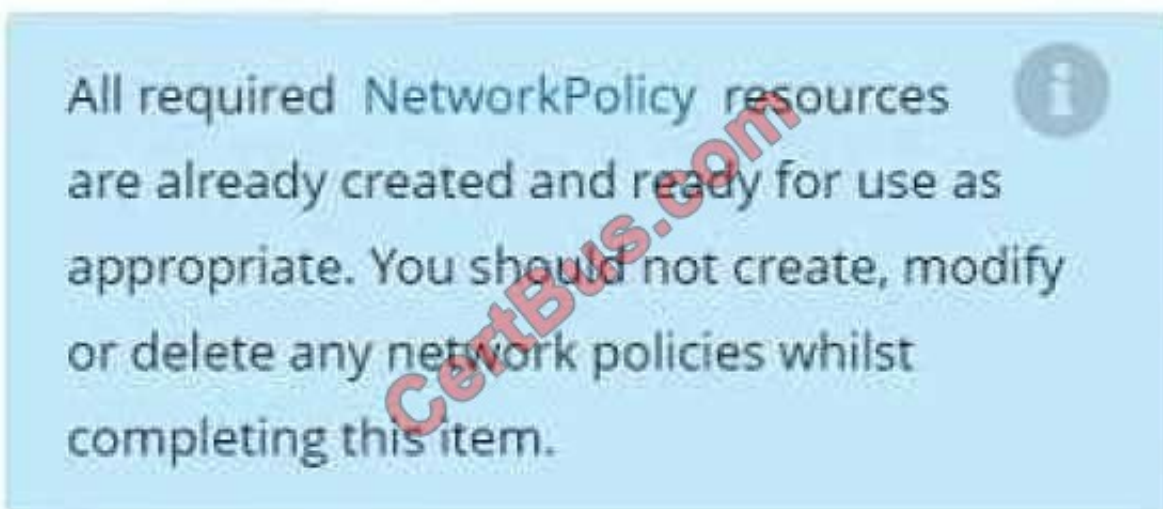 All required NetworkPolicy resources
are already created and ready for use as
appropriate. You should not create, modify
or delete any network policies whilst
completing this item.
CertBus.com